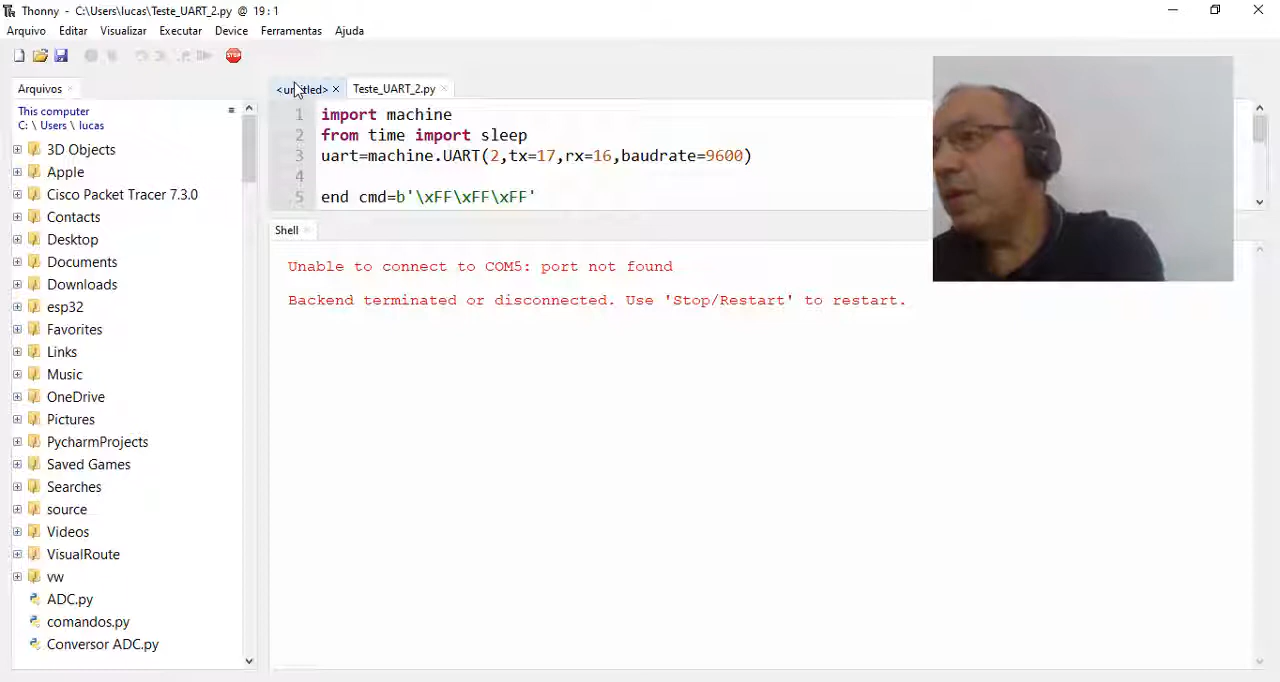 Thonny - C:\Users\lucas\Teste_UART_2.py @ 19 : 1
Arquivo Editar Visualizar Executar Device Ferramentas Ajuda
STOP
Arquivos
This computer
C: \ Users \ lucas
3D Objects
Apple
Cisco Packet Tracer 7.3.0
Contacts
Desktop
Documents
Downloads
esp32
Favorites
Links
Music
OneDrive
Pictures
PycharmProjects
Saved Games
Searches
source
Videos
VisualRoute
vw
ADC.py
comandos.py
Conversor ADC.py
<untitled> Teste_UART_2.py
1 import machine
2 from time import sleep
3 uart=machine.UART(2,tx=17,rx=16,baudrate=9600)
4
5 end cmd=b'\xFF\xFF\xFF'
Shell
Unable to connect to COM5: port not found
Backend terminated or disconnected. Use 'Stop/Restart' to restart.